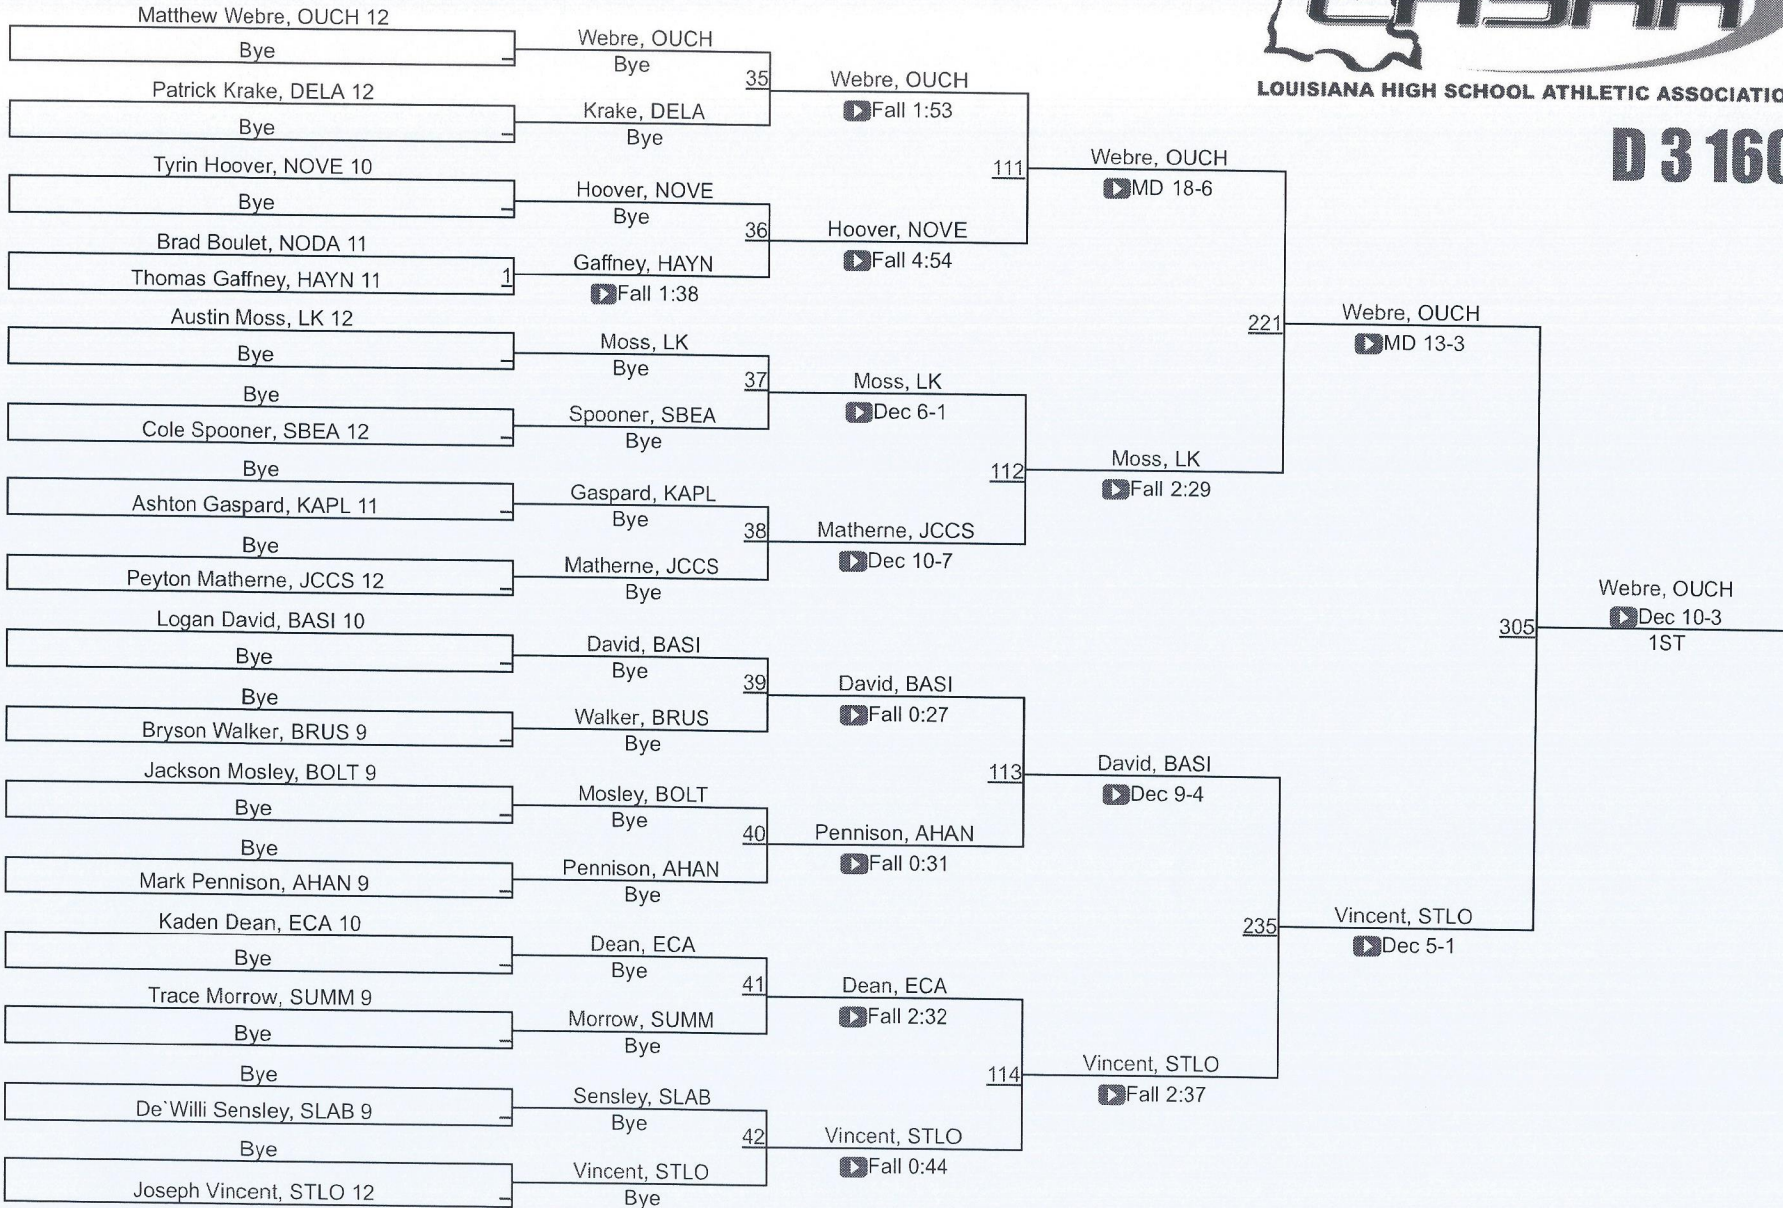 LOUISIANA HIGH SCHOOL ATHLETIC ASSOCIATIO
D 3 160
Matthew Webre, OUCH 12
Bye
Patrick Krake, DELA 12
Bye
Tyrin Hoover, NOVE 10
Bye
Brad Boulet, NODA 11
1
Thomas Gaffney, HAYN 11
Austin Moss, LK 12
Bye
Bye
Cole Spooner, SBEA 12
Bye
Ashton Gaspard, KAPL 11
Bye
Peyton Matherne, JCCS 12
Logan David, BASI 10
Bye
Bye
Bryson Walker, BRUS 9
Jackson Mosley, BOLT 9
Bye
Bye
Mark Pennison, AHAN 9
Kaden Dean, ECA 10
Bye
Trace Morrow, SUMM 9
Bye
Bye
De`Willi Sensley, SLAB 9
Bye
Joseph Vincent, STLO 12
Webre, OUCH
Bye
35
Krake, DELA
Bye
Hoover, NOVE
Bye
36
Gaffney, HAYN
Fall 1:38
Moss, LK
Bye
37
Spooner, SBEA
Bye
Gaspard, KAPL
Bye
38
Matherne, JCCS
Bye
David, BASI
Bye
39
Walker, BRUS
Bye
Mosley, BOLT
Bye
40
Pennison, AHAN
Bye
Dean, ECA
Bye
41
Morrow, SUMM
Bye
Sensley, SLAB
Bye
42
Vincent, STLO
Bye
Webre, OUCH
Fall 1:53
111
Hoover, NOVE
Fall 4:54
Moss, LK
Dec 6-1
112
Matherne, JCCS
Dec 10-7
David, BASI
Fall 0:27
113
Pennison, AHAN
Fall 0:31
Dean, ECA
Fall 2:32
114
Vincent, STLO
Fall 0:44
Webre, OUCH
MD 18-6
221
Moss, LK
Fall 2:29
David, BASI
Dec 9-4
235
Vincent, STLO
Fall 2:37
Webre, OUCH
MD 13-3
305
Vincent, STLO
Dec 5-1
Webre, OUCH
Dec 10-3
1ST